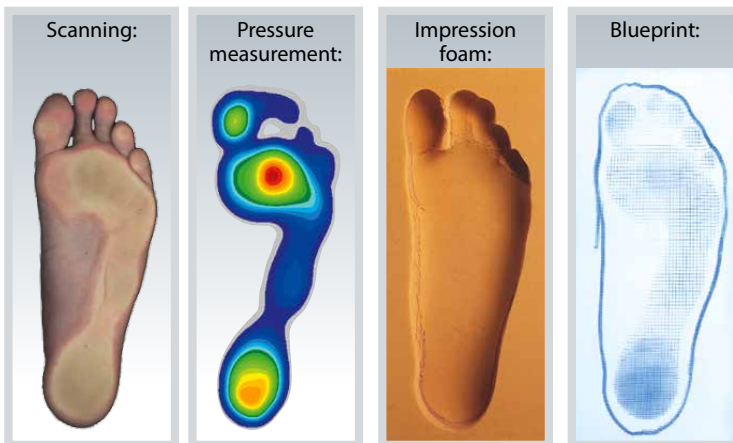 Scanning:
Pressure
measurement:
Impression
foam:
Blueprint: